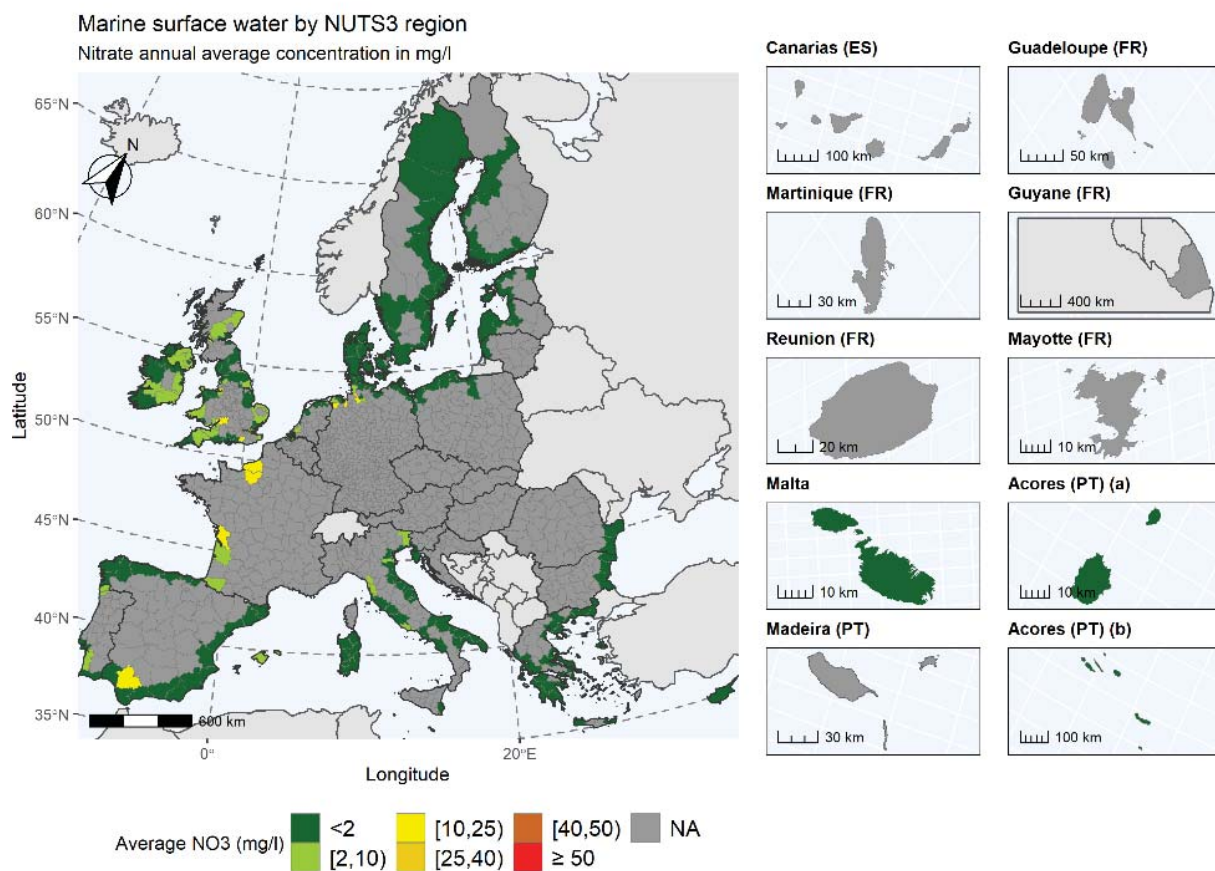 Marine surface water by NUTS3 region
Nitrate annual average concentration in mg/l
65°N
60°N
55°N
50°N
45°N
40°N
35°N
Latitude
N
600 km
0°
20°E
Longitude
Canarias (ES)
100 km
Guadeloupe (FR)
50 km
Martinique (FR)
30 km
Guyane (FR)
400 km
Reunion (FR)
20 km
Mayotte (FR)
10 km
Malta
10 km
Acores (PT) (a)
10 km
Madeira (PT)
30 km
Acores (PT) (b)
100 km
Average NO3 (mg/l)
<2
[10,25)
[40,50)
NA
[2,10)
[25,40)
≥ 50